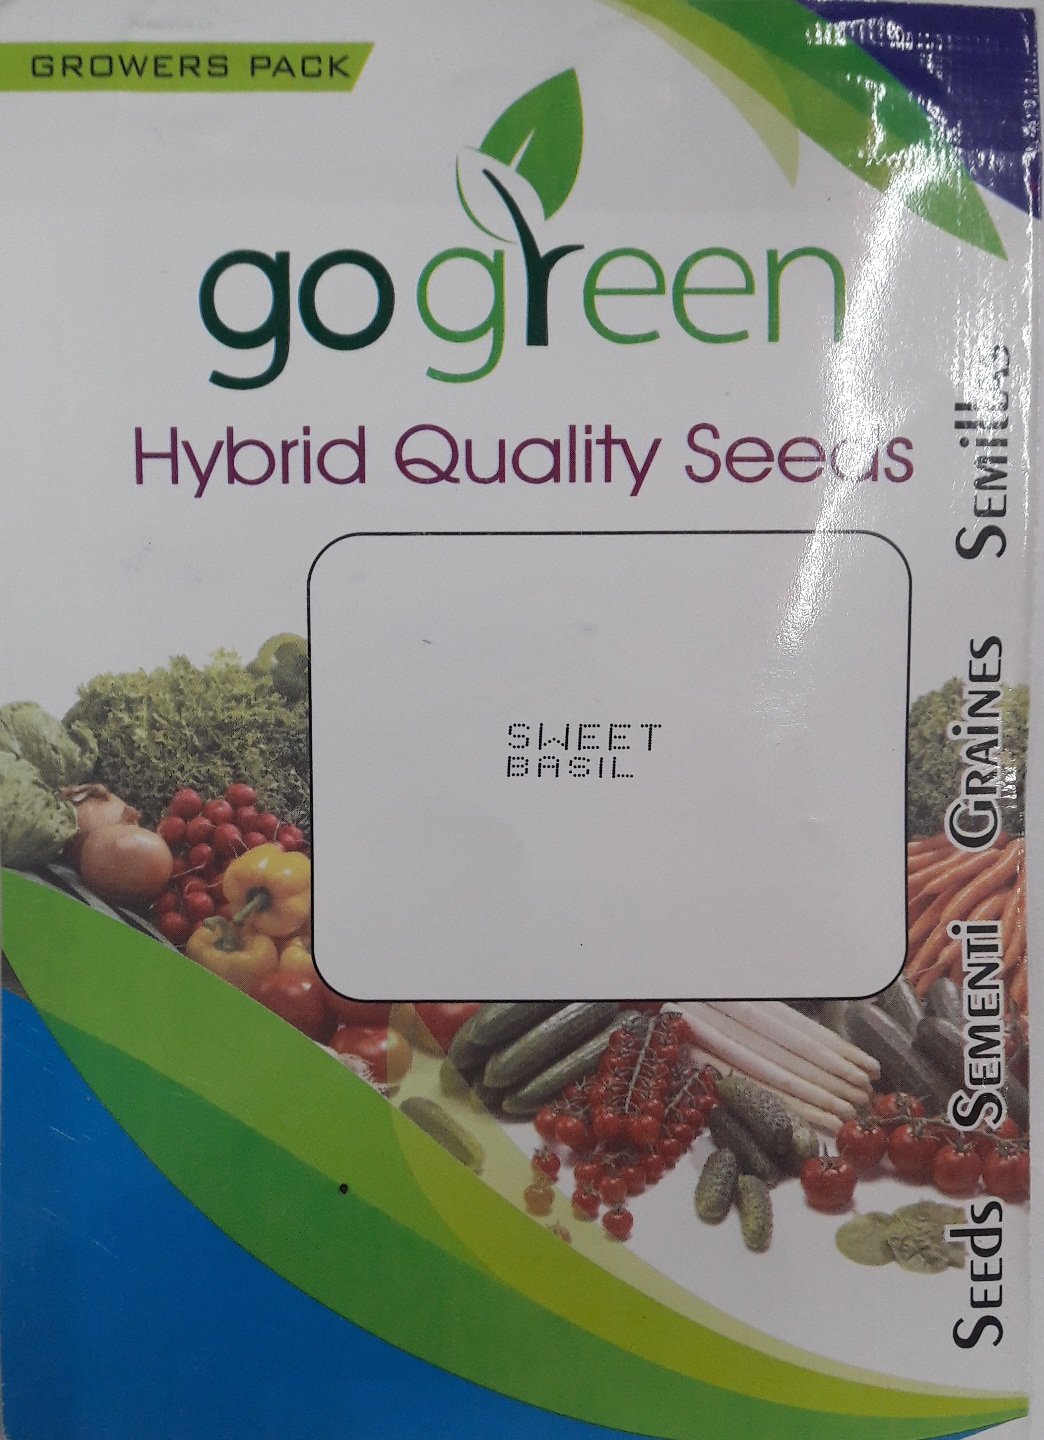 GROWERS PACK
go green
Hybrid Quality Seeds
SWEET
BASIL
SEEds SEMENTi GRAiNES SEMillAS